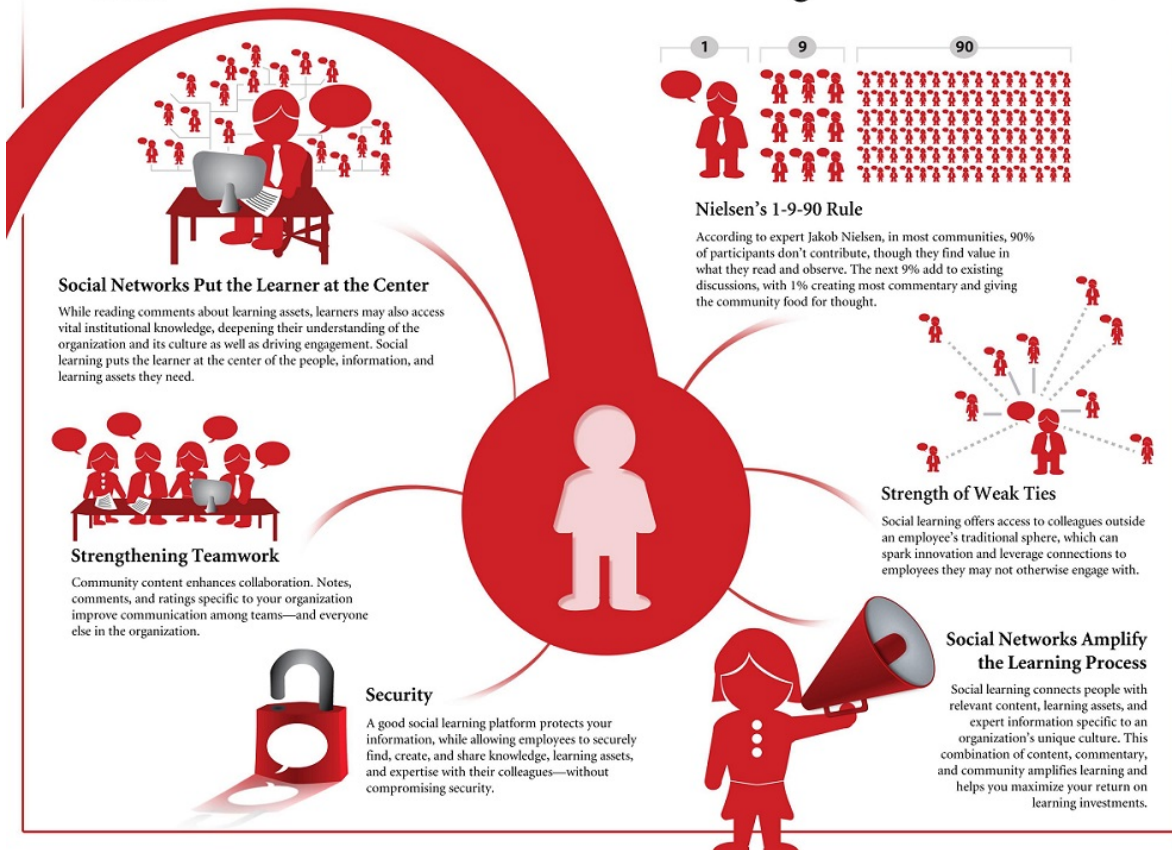 1
9
90
Social Networks Put the Learner at the Center
While reading comments about learning assets, learners may also access
vital institutional knowledge, deepening their understanding of the
organization and its culture as well as driving engagement. Social
learning puts the learner at the center of the people, information, and
learning assets they need.
Nielsen's 1-9-90 Rule
According to expert Jakob Nielsen, in most communities, 90%
of participants don't contribute, though they find value in
what they read and observe. The next 9% add to existing
discussions, with 1% creating most commentary and giving
the community food for thought.
Strengthening Teamwork
Community content enhances collaboration. Notes,
comments, and ratings specific to your organization
improve communication among teams—and everyone
else in the organization.
Strength of Weak Ties
Social learning offers access to colleagues outside
an employee's traditional sphere, which can
spark innovation and leverage connections to
employees they may not otherwise engage with.
Security
A good social learning platform protects your
information, while allowing employees to securely
find, create, and share knowledge, learning assets,
and expertise with their colleagues—without
compromising security.
Social Networks Amplify
the Learning Process
Social learning connects people with
relevant content, learning assets, and
expert information specific to an
organization's unique culture. This
combination of content, commentary,
and community amplifies learning and
helps you maximize your return on
learning investments.